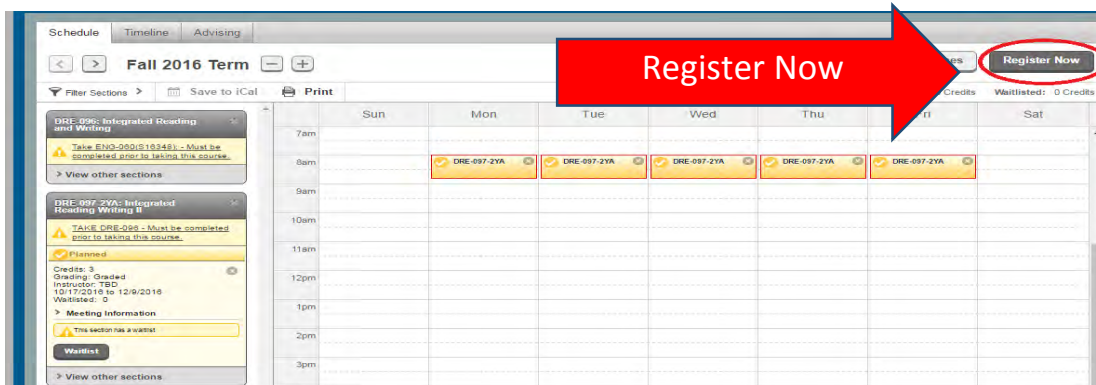 Schedule Timeline Advising
Fall 2016 Term
Register Now
Register Now
Filter Sections > Save to iCal Print
Credits Waitlisted: 0 Credits
Sun Mon Tue Wed Thu Fri Sat
DRE-096: Integrated Reading
and Writing
Take ENG-060(S16348); - Must be
completed prior to taking this course.
> View other sections
DRE-097-2YA: Integrated
Reading Writing II
TAKE DRE-096 - Must be completed
prior to taking this course.
Planned
Credits: 3
Grading: Graded
Instructor: TBD
10/17/2016 to 12/9/2016
Waitlisted: 0
> Meeting Information
This section has a waitlist
Waitlist
> View other sections
7am
8am
DRE-097-2YA DRE-097-2YA DRE-097-2YA DRE-097-2YA DRE-097-2YA
9am
10am
11am
12pm
1pm
2pm
3pm